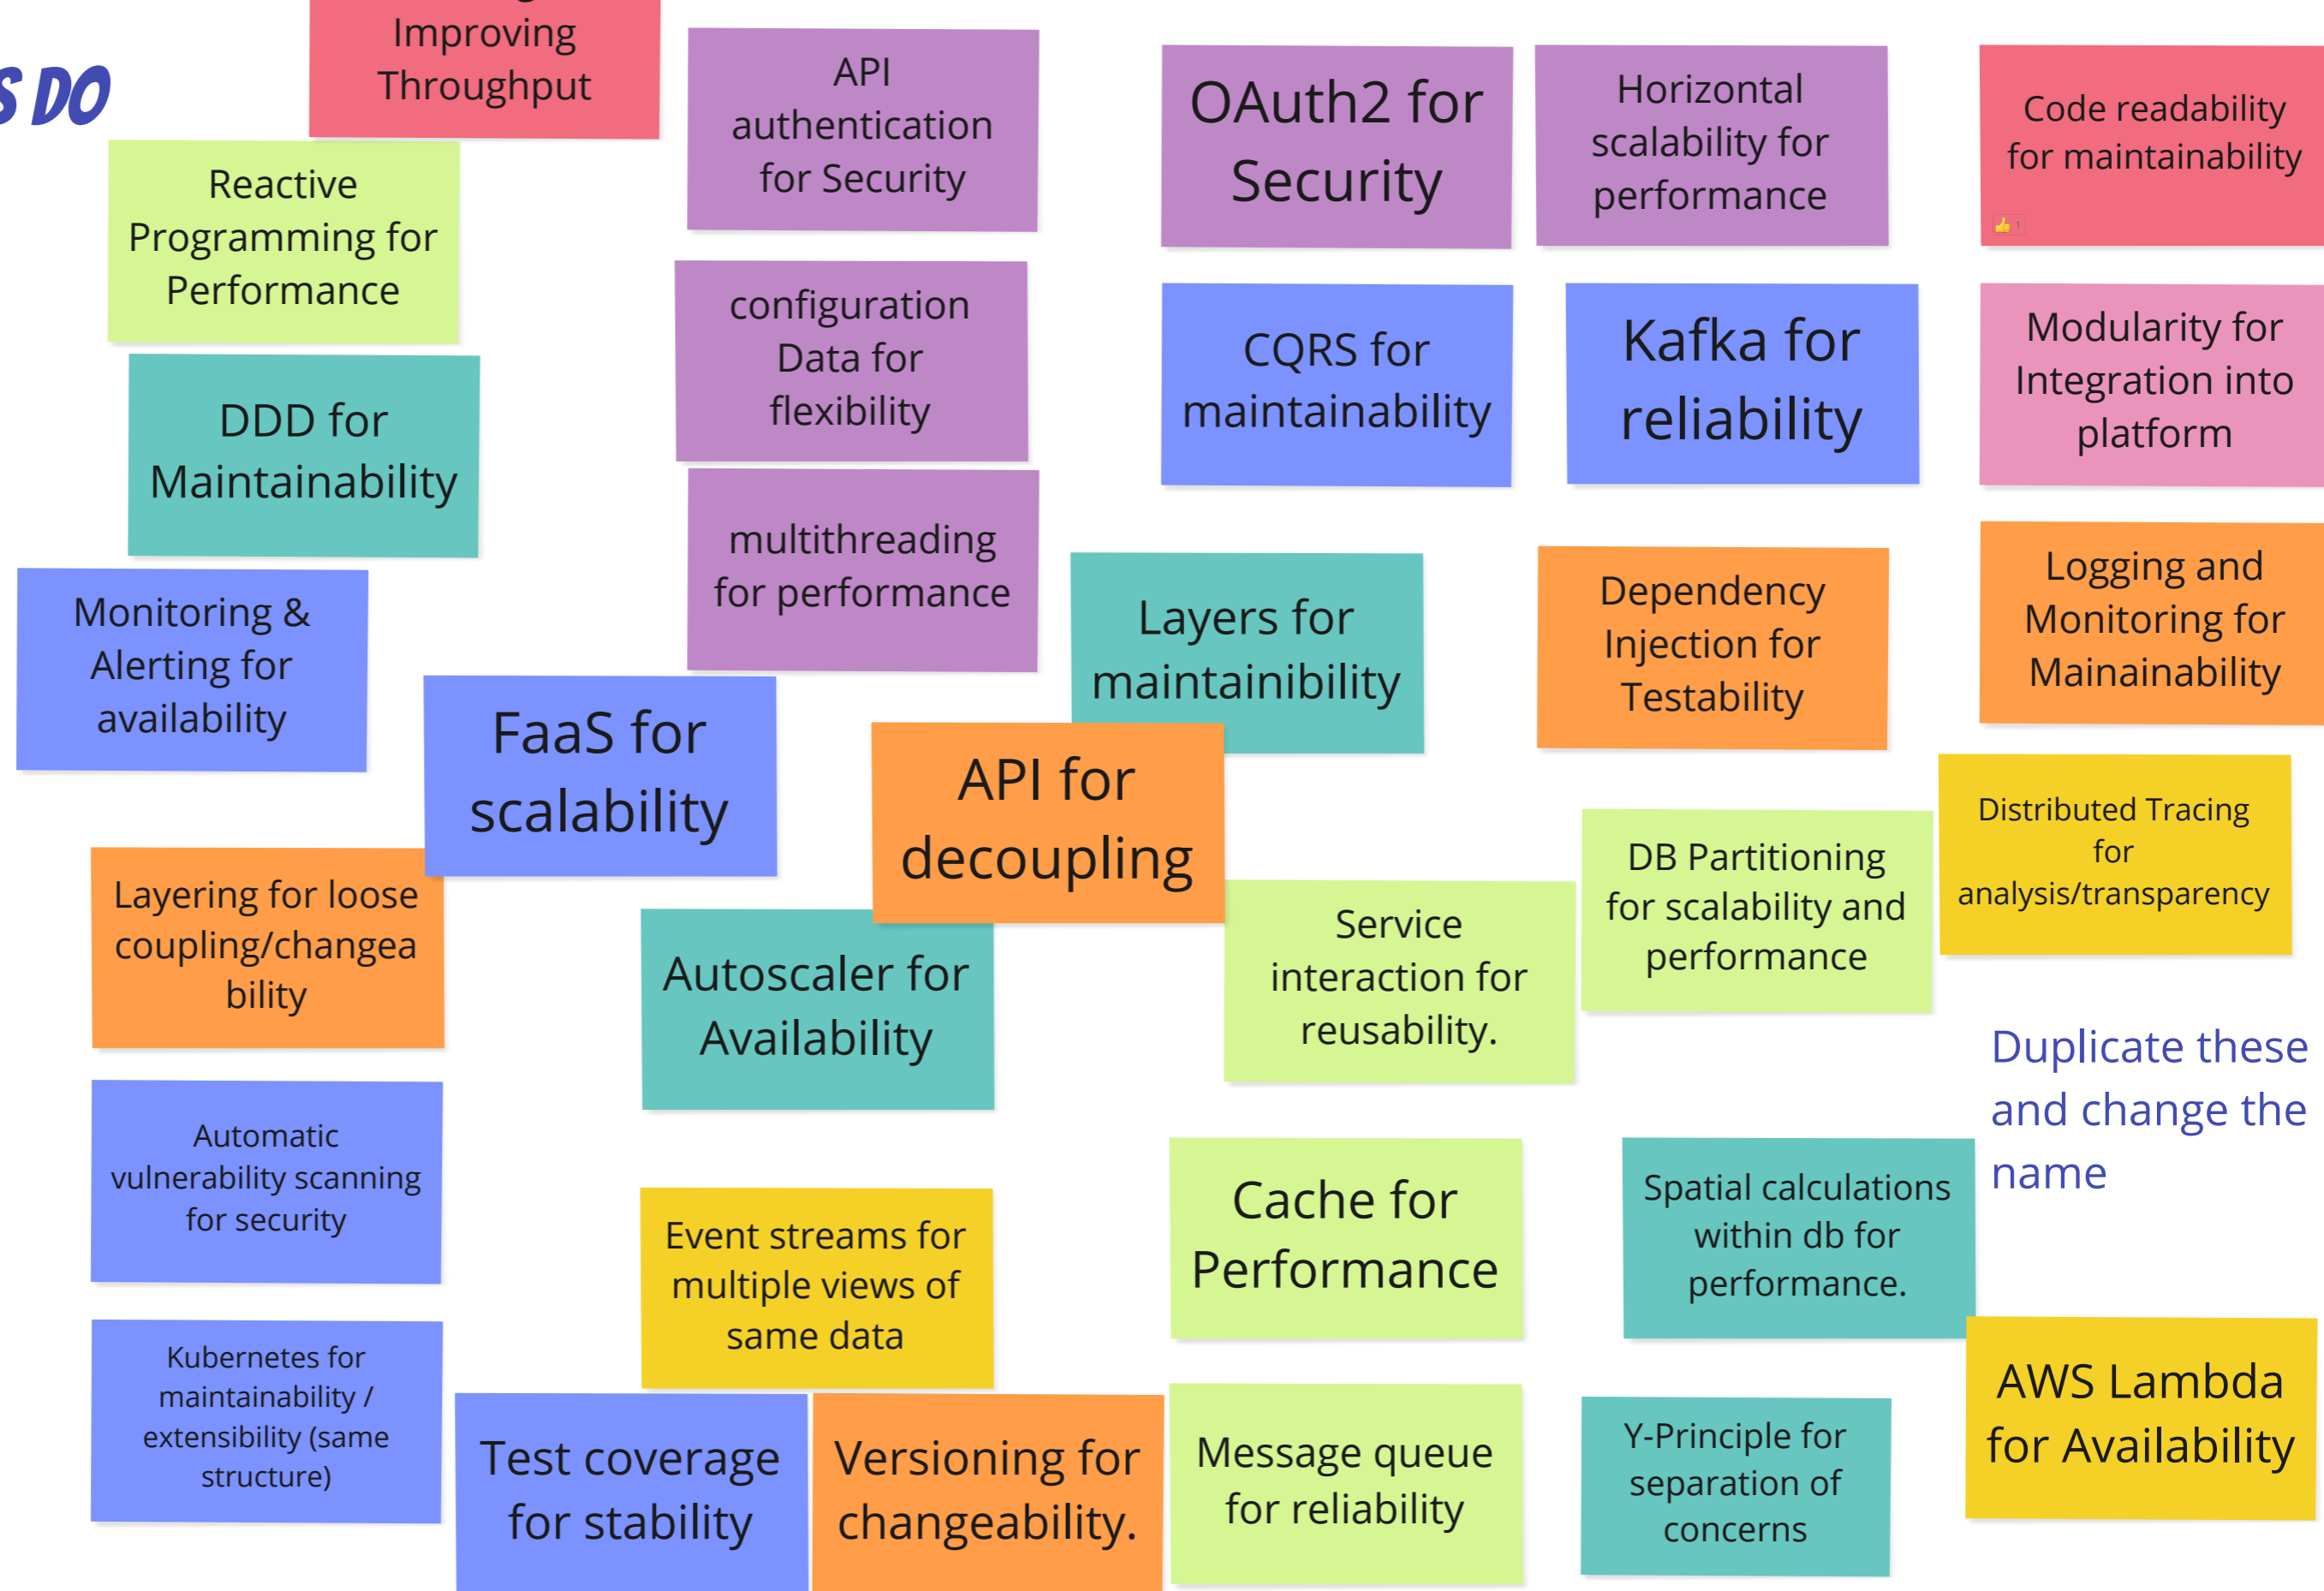 S DO
Improving
Throughput
API
authentication
for Security
OAuth2 for
Security
Horizontal
scalability for
performance
Code readability
for maintainability
👍 1
Reactive
Programming for
Performance
configuration
Data for
flexibility
CQRS for
maintainability
Kafka for
reliability
Modularity for
Integration into
platform
DDD for
Maintainability
multithreading
for performance
Layers for
maintainibility
Dependency
Injection for
Testability
Logging and
Monitoring for
Mainainability
Monitoring &
Alerting for
availability
FaaS for
scalability
API for
decoupling
DB Partitioning
for scalability and
performance
Distributed Tracing
for
analysis/transparency
Layering for loose
coupling/changea
bility
Autoscaler for
Availability
Service
interaction for
reusability.
Duplicate these
and change the
name
Automatic
vulnerability scanning
for security
Event streams for
multiple views of
same data
Cache for
Performance
Spatial calculations
within db for
performance.
Kubernetes for
maintainability /
extensibility (same
structure)
Test coverage
for stability
Versioning for
changeability.
Message queue
for reliability
Y-Principle for
separation of
concerns
AWS Lambda
for Availability